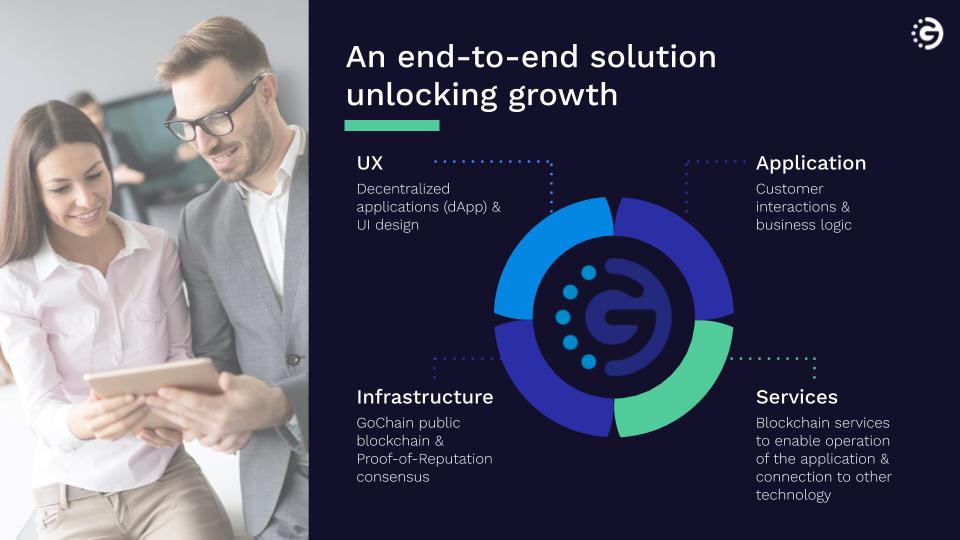 An end-to-end solution
unlocking growth
UX
Decentralized
applications (dApp) &
UI design
Application
Customer
interactions &
business logic
Infrastructure
GoChain public
blockchain &
Proof-of-Reputation
consensus
Services
Blockchain services
to enable operation
of the application &
connection to other
technology